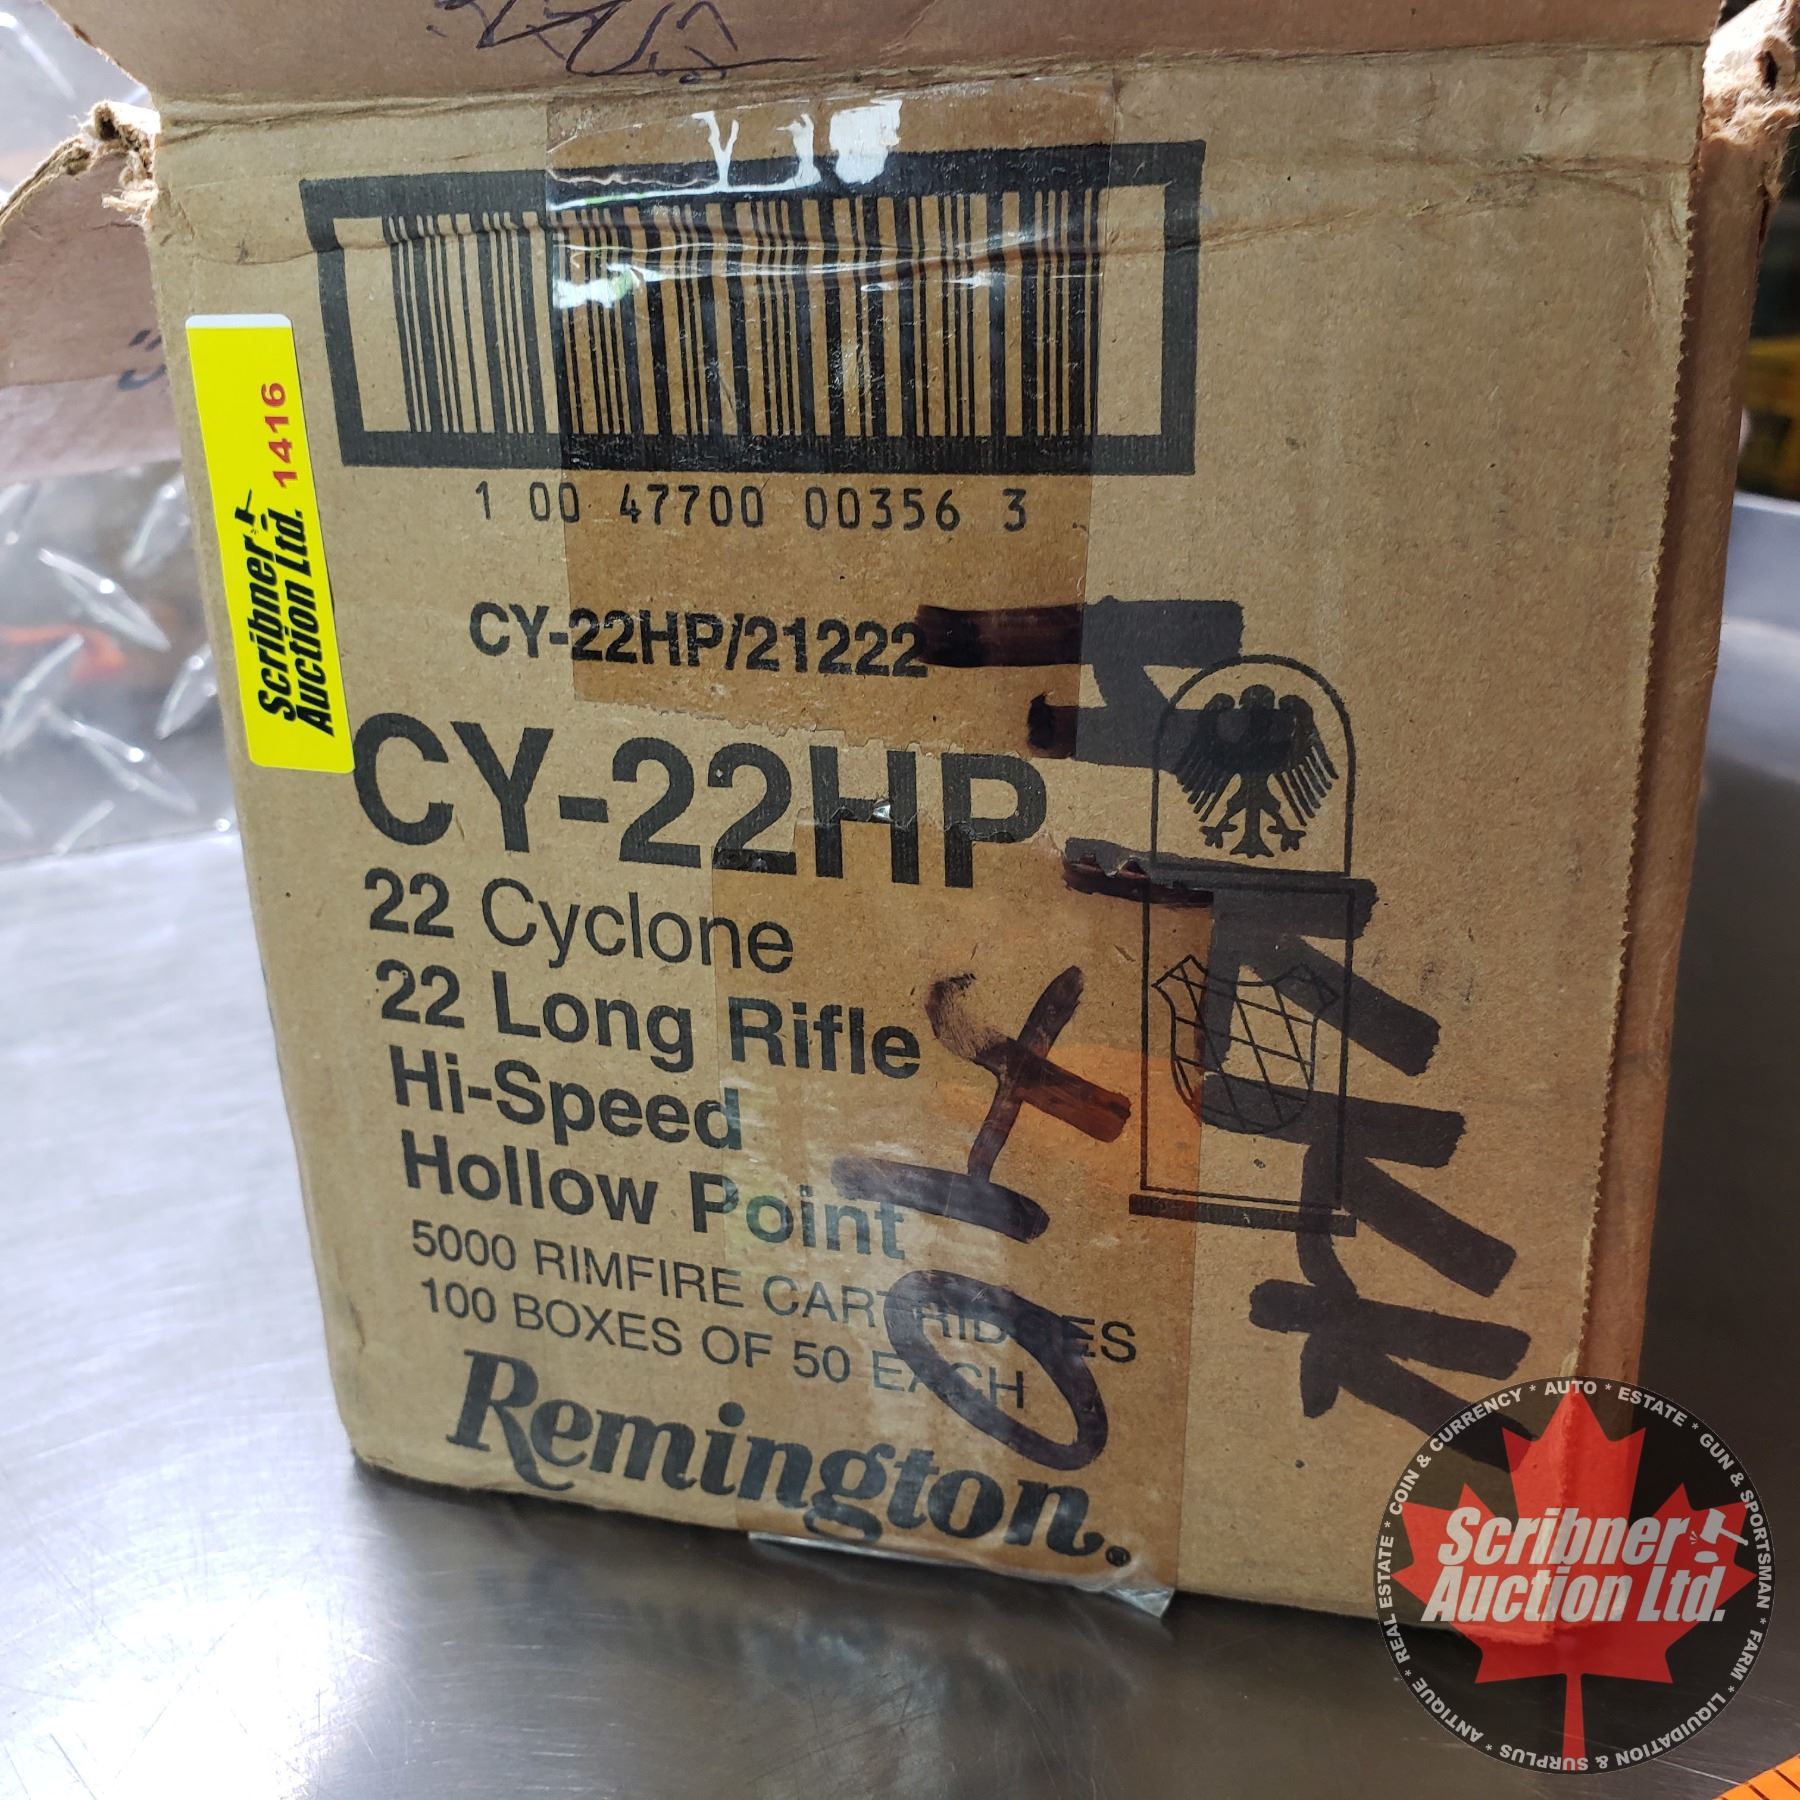 1 00 47700 00356 3
CY-22HP/21222
CY-22HP
22 Cyclone
22 Long Rifle
Hi-Speed
Hollow Point
5000 RIMFIRE CARTRIDGES
100 BOXES OF 50 EACH
Remington®
Scribner
Auction Ltd. 1416
Scribner
Auction Ltd.
COIN & CURRENCY * AUTO * ESTATE * GUN & SPORTSMAN * FARM * LIQUIDATION & SURPLUS * ANTIQUE * REAL ESTATE *